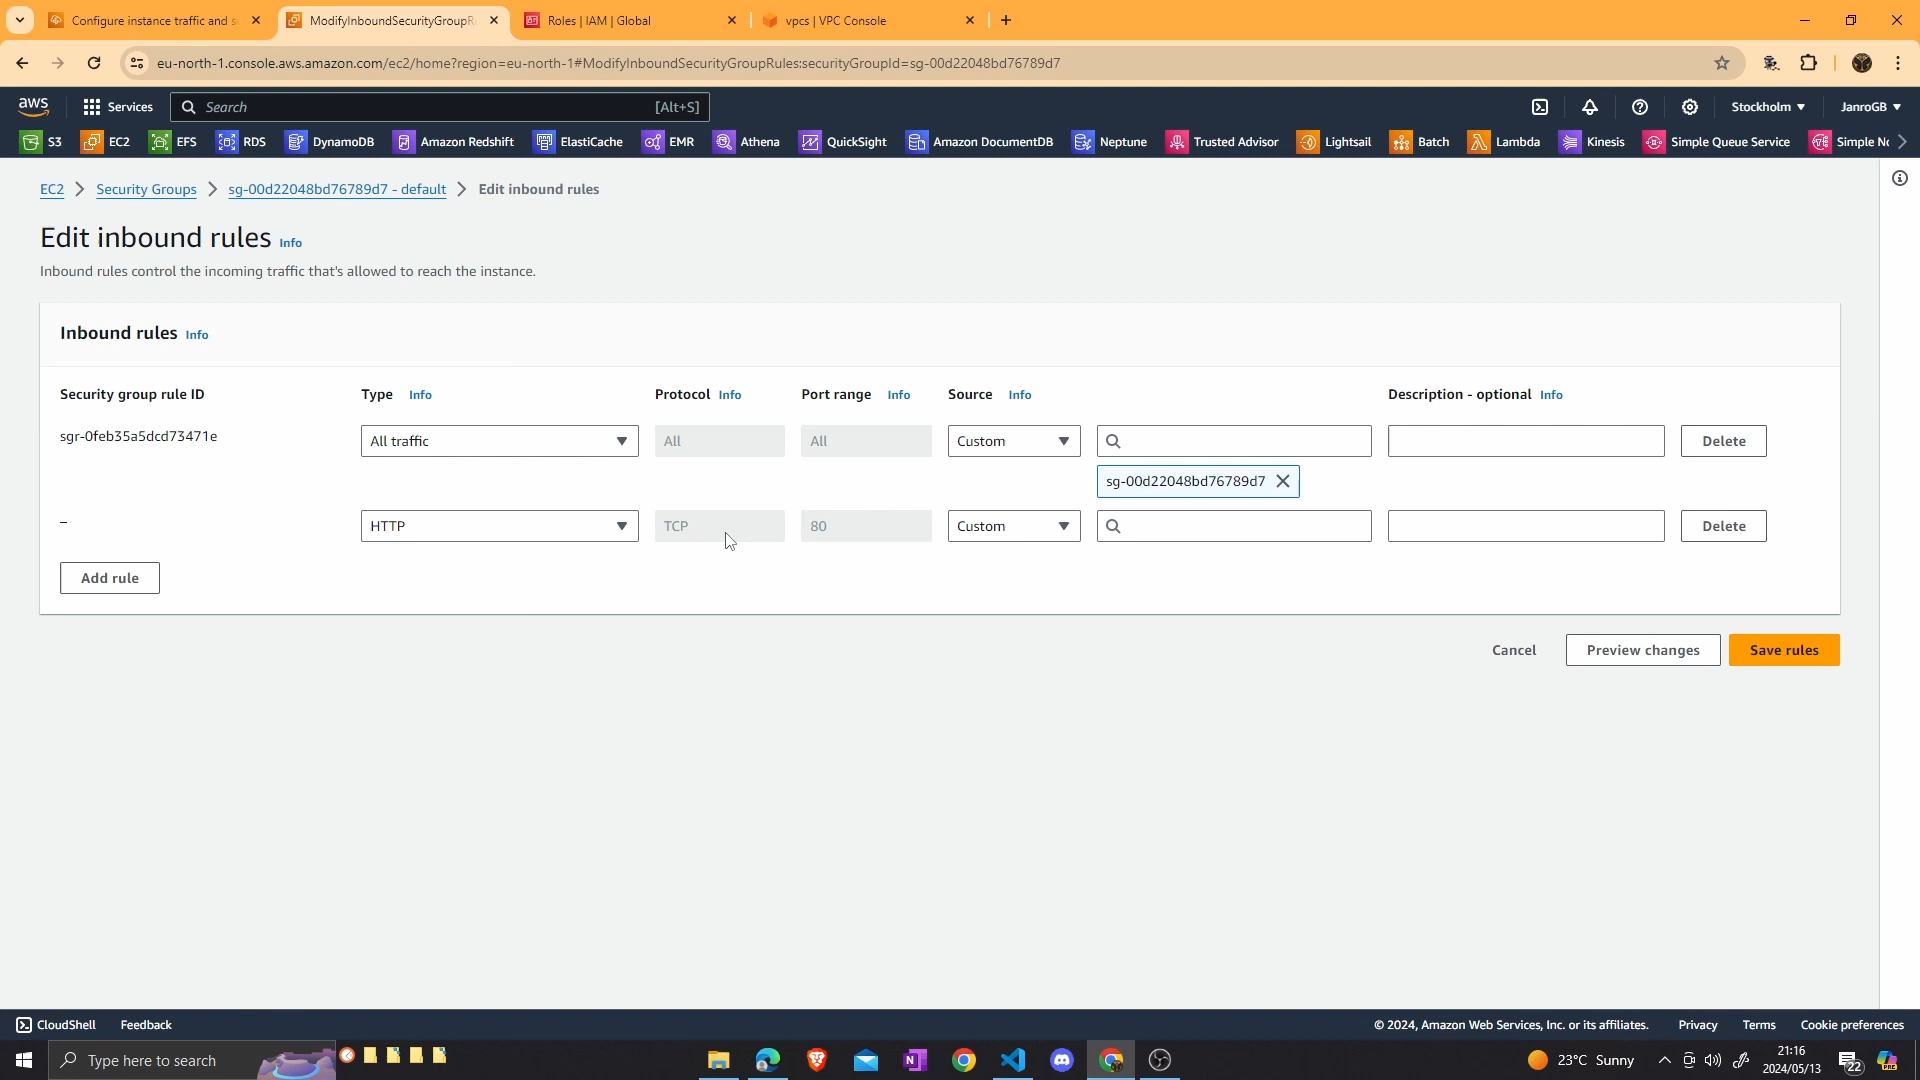 Configure instance traffic and s
ModifyInboundSecurityGroupR
Roles | IAM | Global
vpcs | VPC Console
eu-north-1.console.aws.amazon.com/ec2/home?region=eu-north-1#ModifyInboundSecurityGroupRules:securityGroupId=sg-00d22048bd76789d7
aws Services Search [Alt+S] Stockholm JanroGB
S3 EC2 EFS RDS DynamoDB Amazon Redshift ElastiCache EMR Athena QuickSight Amazon DocumentDB Neptune Trusted Advisor Lightsail Batch Lambda Kinesis Simple Queue Service Simple
EC2 Security Groups sg-00d22048bd76789d7 - default Edit inbound rules
Edit inbound rules Info
Inbound rules control the incoming traffic that's allowed to reach the instance.
Inbound rules Info
Security group rule ID Type Info Protocol Info Port range Info Source Info Description - optional Info
sgr-0feb35a5dcd73471e All traffic All All Custom Delete
sg-00d22048bd76789d7
– HTTP TCP 80 Custom Delete
Add rule
Cancel Preview changes Save rules
CloudShell Feedback © 2024, Amazon Web Services, Inc. or its affiliates. Privacy Terms Cookie preferences
Type here to search 23°C Sunny 21:16
2024/05/13 22